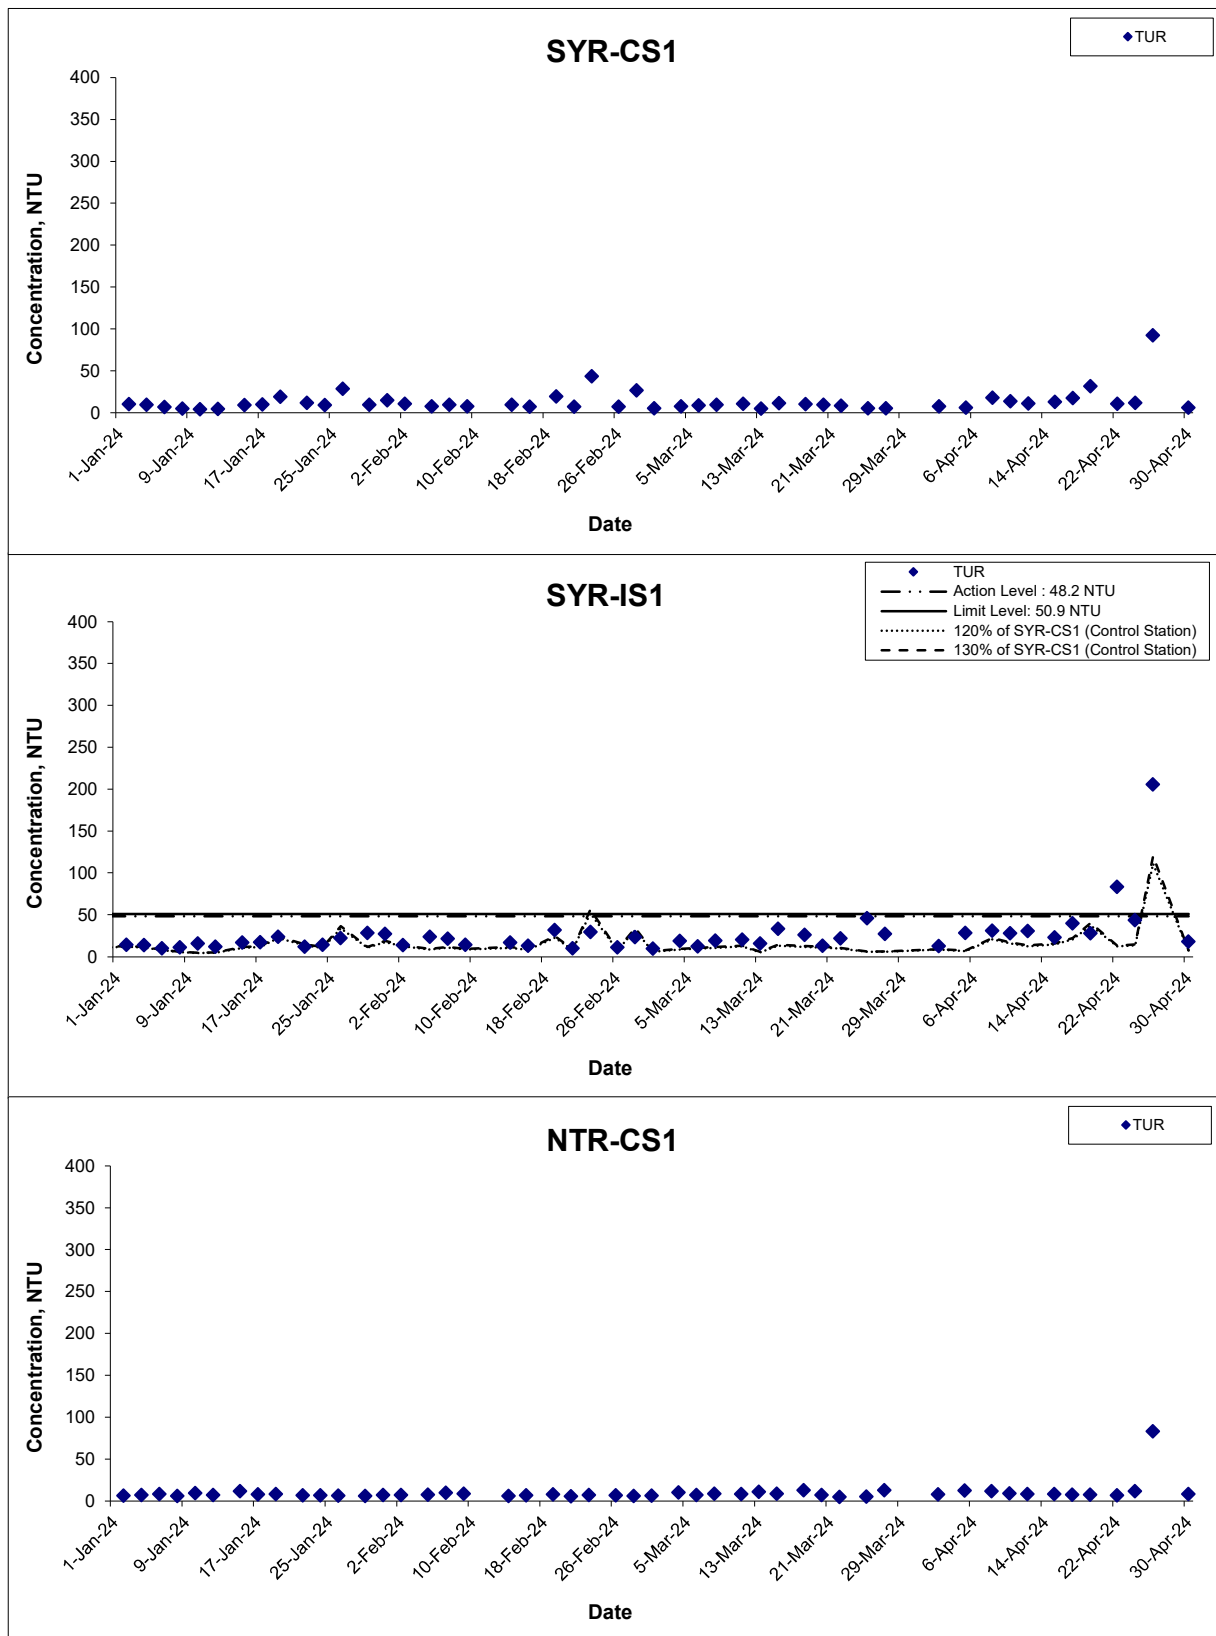 SYR-CS1
TUR
400
350
300
250
200
150
100
50
0
Concentration, NTU
1-Jan-24
9-Jan-24
17-Jan-24
25-Jan-24
2-Feb-24
10-Feb-24
18-Feb-24
26-Feb-24
5-Mar-24
13-Mar-24
21-Mar-24
29-Mar-24
6-Apr-24
14-Apr-24
22-Apr-24
30-Apr-24
Date
SYR-IS1
TUR
Action Level : 48.2 NTU
Limit Level: 50.9 NTU
120% of SYR-CS1 (Control Station)
130% of SYR-CS1 (Control Station)
400
350
300
250
200
150
100
50
0
Concentration, NTU
1-Jan-24
9-Jan-24
17-Jan-24
25-Jan-24
2-Feb-24
10-Feb-24
18-Feb-24
26-Feb-24
5-Mar-24
13-Mar-24
21-Mar-24
29-Mar-24
6-Apr-24
14-Apr-24
22-Apr-24
30-Apr-24
Date
NTR-CS1
TUR
400
350
300
250
200
150
100
50
0
Concentration, NTU
1-Jan-24
9-Jan-24
17-Jan-24
25-Jan-24
2-Feb-24
10-Feb-24
18-Feb-24
26-Feb-24
5-Mar-24
13-Mar-24
21-Mar-24
29-Mar-24
6-Apr-24
14-Apr-24
22-Apr-24
30-Apr-24
Date